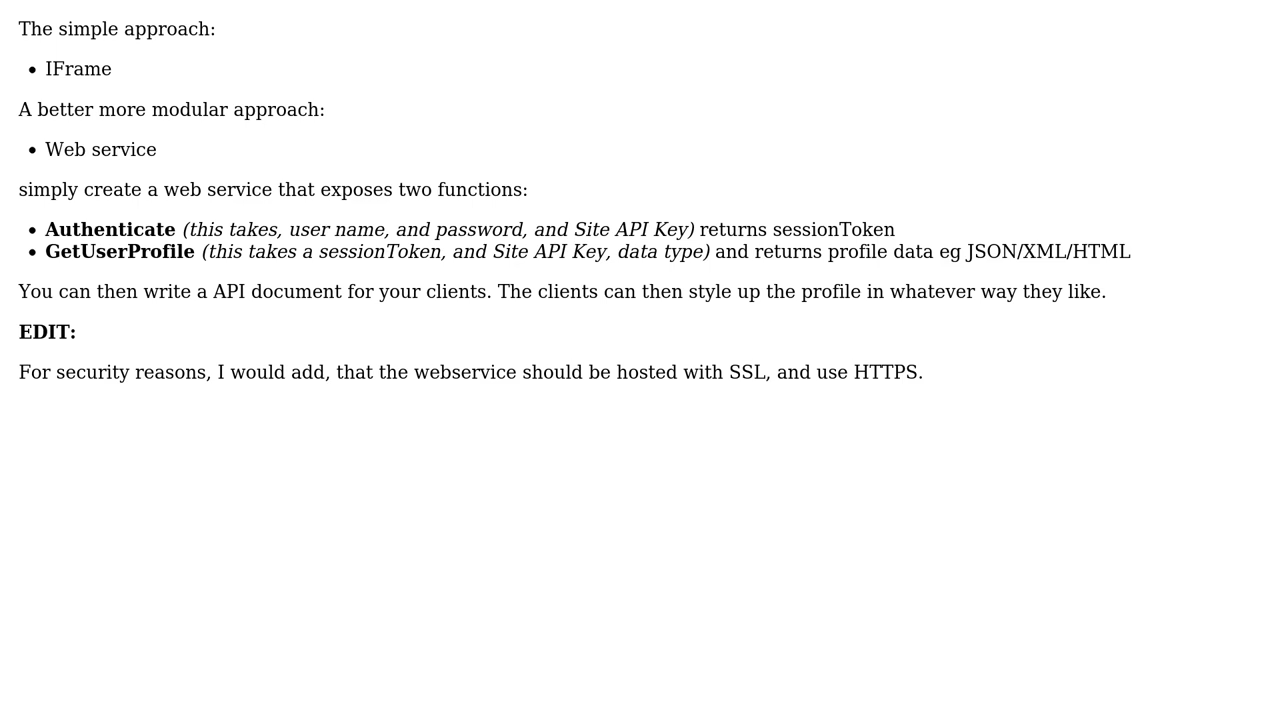 The simple approach:
• IFrame
A better more modular approach:
• Web service
simply create a web service that exposes two functions:
• Authenticate (this takes, user name, and password, and Site API Key) returns sessionToken
• GetUserProfile (this takes a sessionToken, and Site API Key, data type) and returns profile data eg JSON/XML/HTML
You can then write a API document for your clients. The clients can then style up the profile in whatever way they like.
EDIT:
For security reasons, I would add, that the webservice should be hosted with SSL, and use HTTPS.